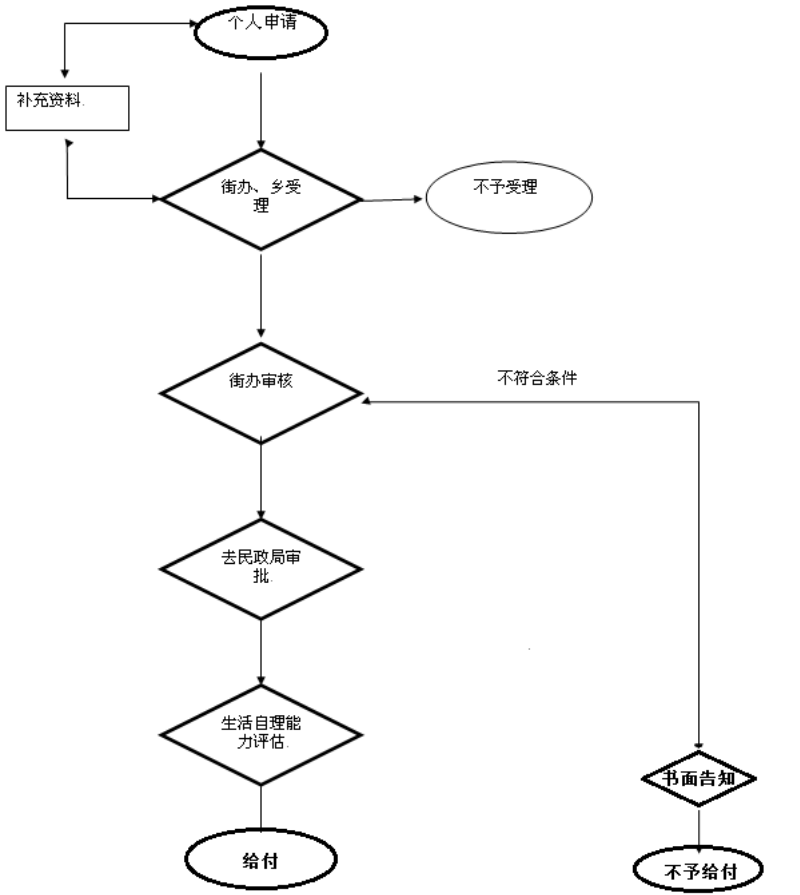 个人申请
补充资料.
街办、乡受
理
不予受理
街办审核
不符合条件
去民政局审
批.
生活自理能
力评估.
书面告知
给付
不予给付